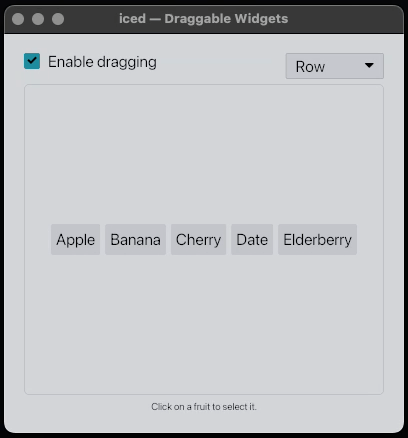 iced — Draggable Widgets
Enable dragging Row
Apple Banana Cherry Date Elderberry
Click on a fruit to select it.